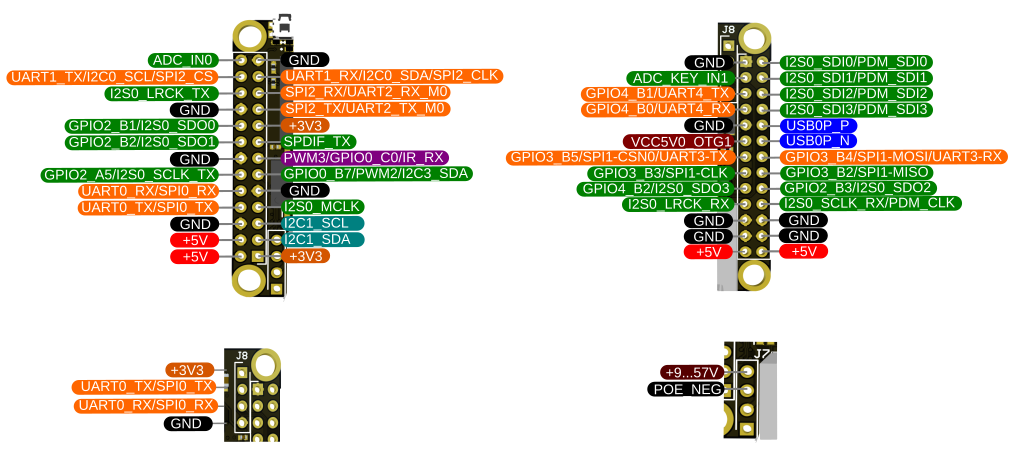 J8
ADC_IN0 GND GND I2S0_SDI0/PDM_SDI0
UART1_TX/I2C0_SCL/SPI2_CS UART1_RX/I2C0_SDA/SPI2_CLK ADC_KEY_IN1 I2S0_SDI1/PDM_SDI1
I2S0_LRCK_TX SPI2_RX/UART2_RX_M0 GPIO4_B1/UART4_TX I2S0_SDI2/PDM_SDI2
GND SPI2_TX/UART2_TX_M0 GPIO4_B0/UART4_RX I2S0_SDI3/PDM_SDI3
GPIO2_B1/I2S0_SDO0 +3V3 GND USB0P_P
GPIO2_B2/I2S0_SDO1 SPDIF_TX VCC5V0_OTG1 USB0P_N
GND PWM3/GPIO0_C0/IR_RX GPIO3_B5/SPI1-CSN0/UART3-TX GPIO3_B4/SPI1-MOSI/UART3-RX
GPIO2_A5/I2S0_SCLK_TX GPIO0_B7/PWM2/I2C3_SDA GPIO3_B3/SPI1-CLK GPIO3_B2/SPI1-MISO
UART0_RX/SPI0_RX GND GPIO4_B2/I2S0_SDO3 GPIO2_B3/I2S0_SDO2
UART0_TX/SPI0_TX I2S0_MCLK I2S0_LRCK_RX I2S0_SCLK_RX/PDM_CLK
GND I2C1_SCL GND GND
+5V I2C1_SDA GND GND
+5V +3V3 +5V +5V
J8 J7
+3V3 +9...57V
UART0_TX/SPI0_TX POE_NEG
UART0_RX/SPI0_RX
GND